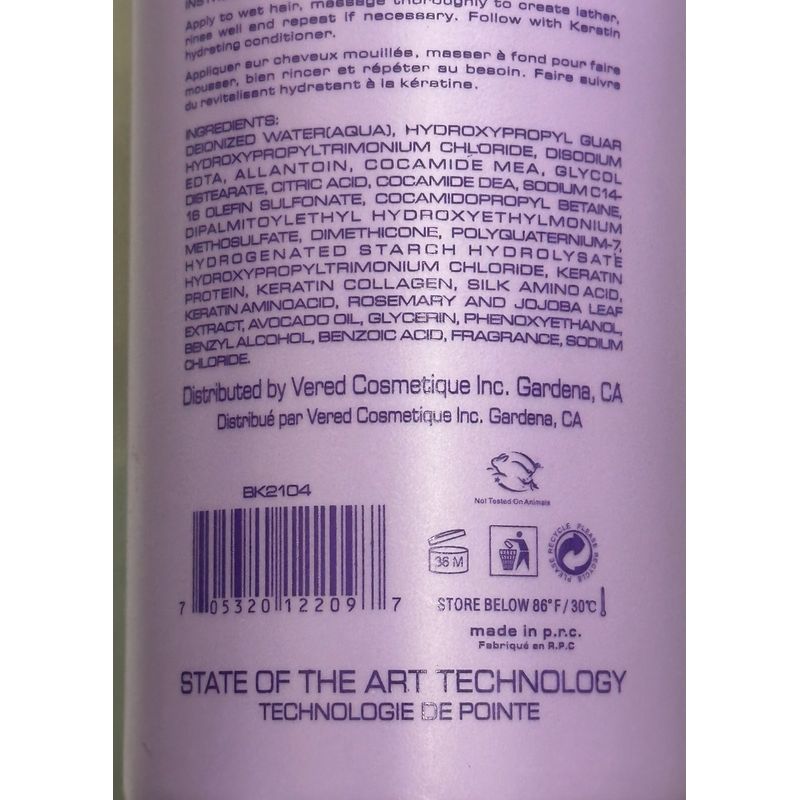 Apply to wet hair, massage thoroughly to create lather,
rinse well and repeat if necessary. Follow with Keratin
hydrating conditioner.
Appliquer sur cheveux mouillés, masser à fond pour faire
mousser, bien rincer et répéter au besoin. Faire suivre
du revitalisant hydratant à la kératine.
INGREDIENTS:
DEIONIZED WATER(AQUA), HYDROXYPROPYL GUAR
HYDROXYPROPYLTRIMONIUM CHLORIDE, DISODIUM
EDTA, ALLANTOIN, COCAMIDE MEA, GLYCOL
DISTEARATE, CITRIC ACID, COCAMIDE DEA, SODIUM C14-
16 OLEFIN SULFONATE, COCAMIDOPROPYL BETAINE,
DIPALMITOYLETHYL HYDROXYETHYLMONIUM
METHOSULFATE, DIMETHICONE, POLYQUATERNIUM-7,
HYDROGENATED STARCH HYDROLYSATE
HYDROXYPROPYLTRIMONIUM CHLORIDE, KERATIN
PROTEIN, KERATIN COLLAGEN, SILK AMINO ACID,
KERATIN AMINOACID, ROSEMARY AND JOJOBA LEAF
EXTRACT, AVOCADO OIL, GLYCERIN, PHENOXYETHANOL,
BENZYL ALCOHOL, BENZOIC ACID, FRAGRANCE, SODIUM
CHLORIDE.
Distributed by Vered Cosmetique Inc. Gardena, CA
Distribué par Vered Cosmetique Inc. Gardena, CA
Not Tested On Animals
BK2104
36 M
PLEASE RECYCLE PLEASE RECYCLE
7 05320 12209 7
STORE BELOW 86°F/30℃
made in p.r.c.
Fabriqué en R.P.C
STATE OF THE ART TECHNOLOGY
TECHNOLOGIE DE POINTE